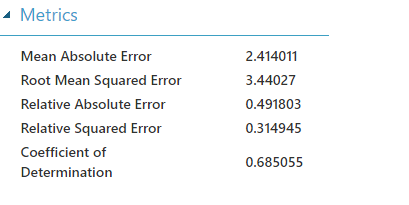 Metrics
Mean Absolute Error 2.414011
Root Mean Squared Error 3.44027
Relative Absolute Error 0.491803
Relative Squared Error 0.314945
Coefficient of
Determination 0.685055